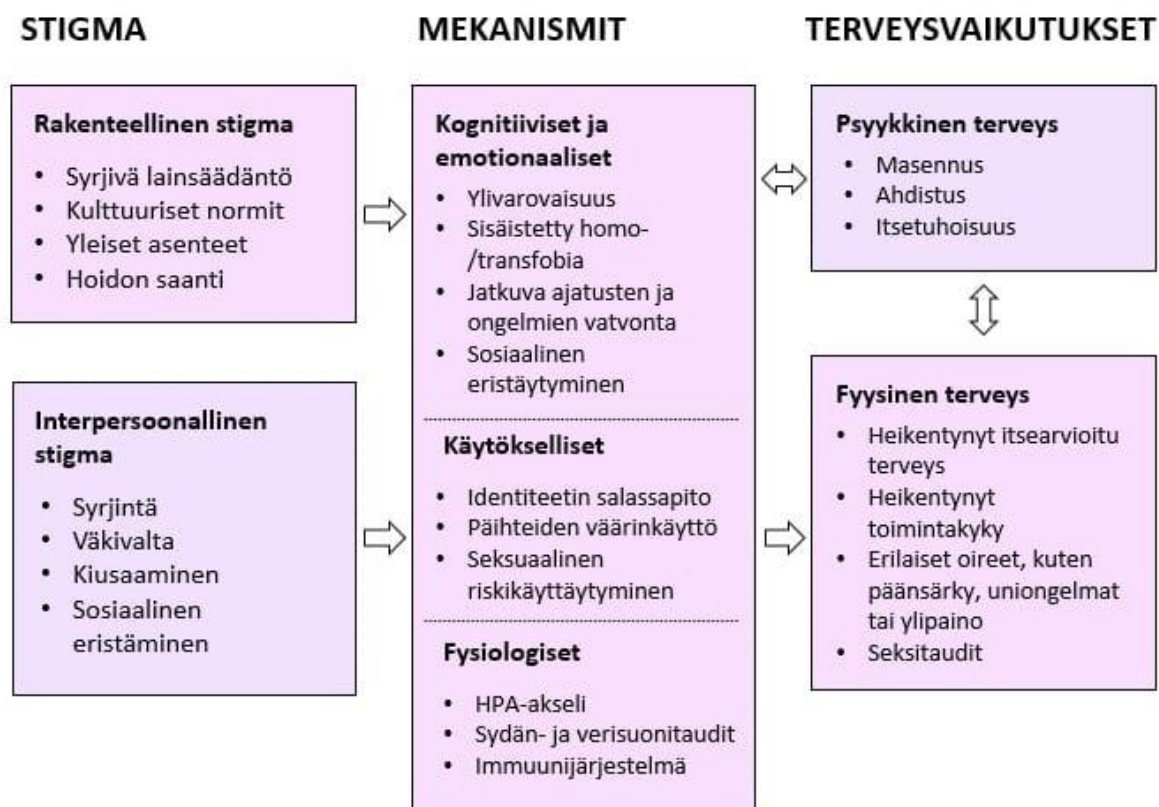 STIGMA
MEKANISMIT
TERVEYSVAIKUTUKSET
Rakenteellinen stigma
• Syrjivä lainsäädäntö
• Kulttuuriset normit
• Yleiset asenteet
• Hoidon saanti
Interpersoonallinen
stigma
• Syrjintä
• Väkivalta
• Kiusaaminen
• Sosiaalinen
eristäminen
Kognitiiviset ja
emotionaaliset
• Ylivarovaisuus
• Sisäistetty homo-
/transfobia
• Jatkuva ajatusten ja
ongelmien vatvonta
• Sosiaalinen
eristäytyminen
Käytökselliset
• Identiteetin salassapito
• Päihteiden väärinkäyttö
• Seksuaalinen
riskikäyttäytyminen
Fysiologiset
• HPA-akseli
• Sydän- ja verisuonitaudit
• Immuunijärjestelmä
Psyykkinen terveys
• Masennus
• Ahdistus
• Itsetuhoisuus
Fyysinen terveys
• Heikentynyt itsearvioitu
terveys
• Heikentynyt
toimintakyky
• Erilaiset oireet, kuten
päänsärky, uniongelmat
tai ylipaino
• Seksitaudit